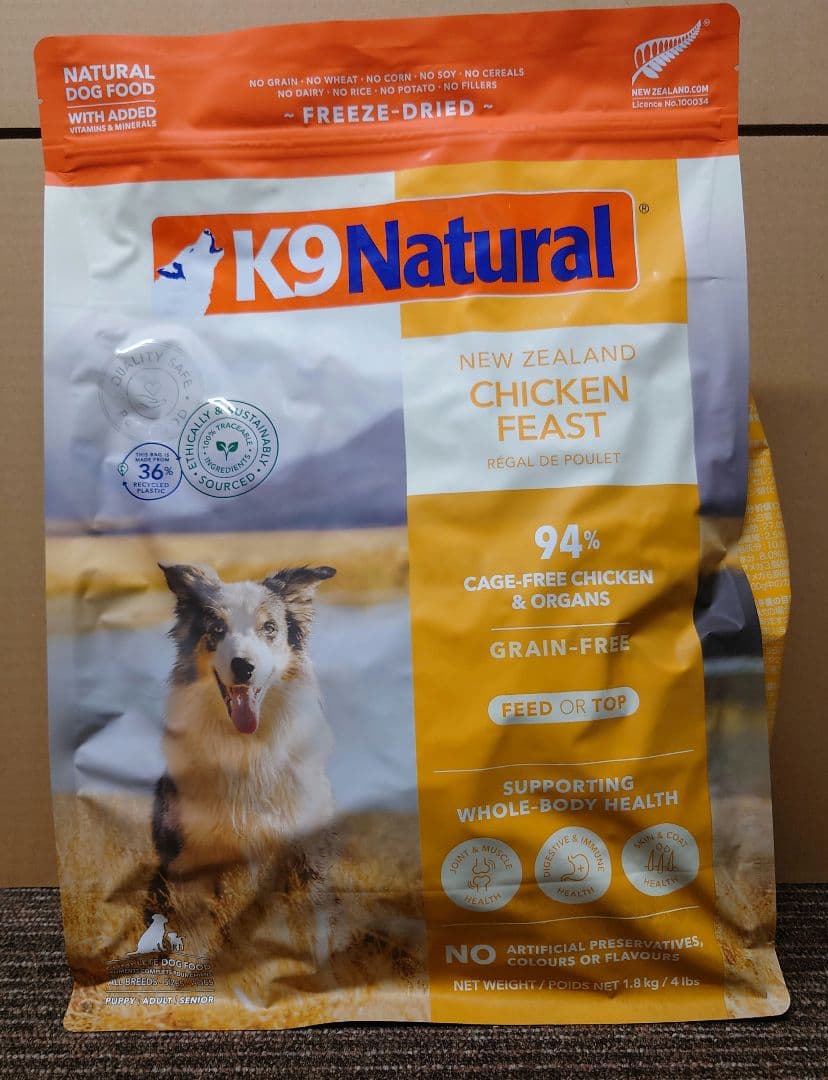 NATURAL
DOG FOOD
WITH ADDED
VITAMINS & MINERALS
NO GRAIN • NO WHEAT • NO CORN • NO SOY • NO CEREALS
NO DAIRY • NO RICE • NO POTATO • NO FILLERS
~ FREEZE-DRIED ~
NEWZEALAND.COM
Licence No.100034
K9Natural®
NEW ZEALAND
CHICKEN
FEAST
RÉGAL DE POULET
QUALITY SAFE
ETHICALLY & SUSTAINABLY SOURCED
100% TRACEABLE INGREDIENTS
THIS BAG IS
MADE FROM
36%
RECYCLED
PLASTIC
94%
CAGE-FREE CHICKEN
& ORGANS
GRAIN-FREE
FEED OR TOP
SUPPORTING
WHOLE-BODY HEALTH
JOINT & MUSCLE HEALTH
DIGESTIVE & IMMUNE HEALTH
SKIN & COAT HEALTH
NO ARTIFICIAL PRESERVATIVES,
COLOURS OR FLAVOURS
NET WEIGHT / POIDS NET 1.8 kg / 4 lbs
DOG FOOD
ALL BREEDS
PUPPY | ADULT | SENIOR